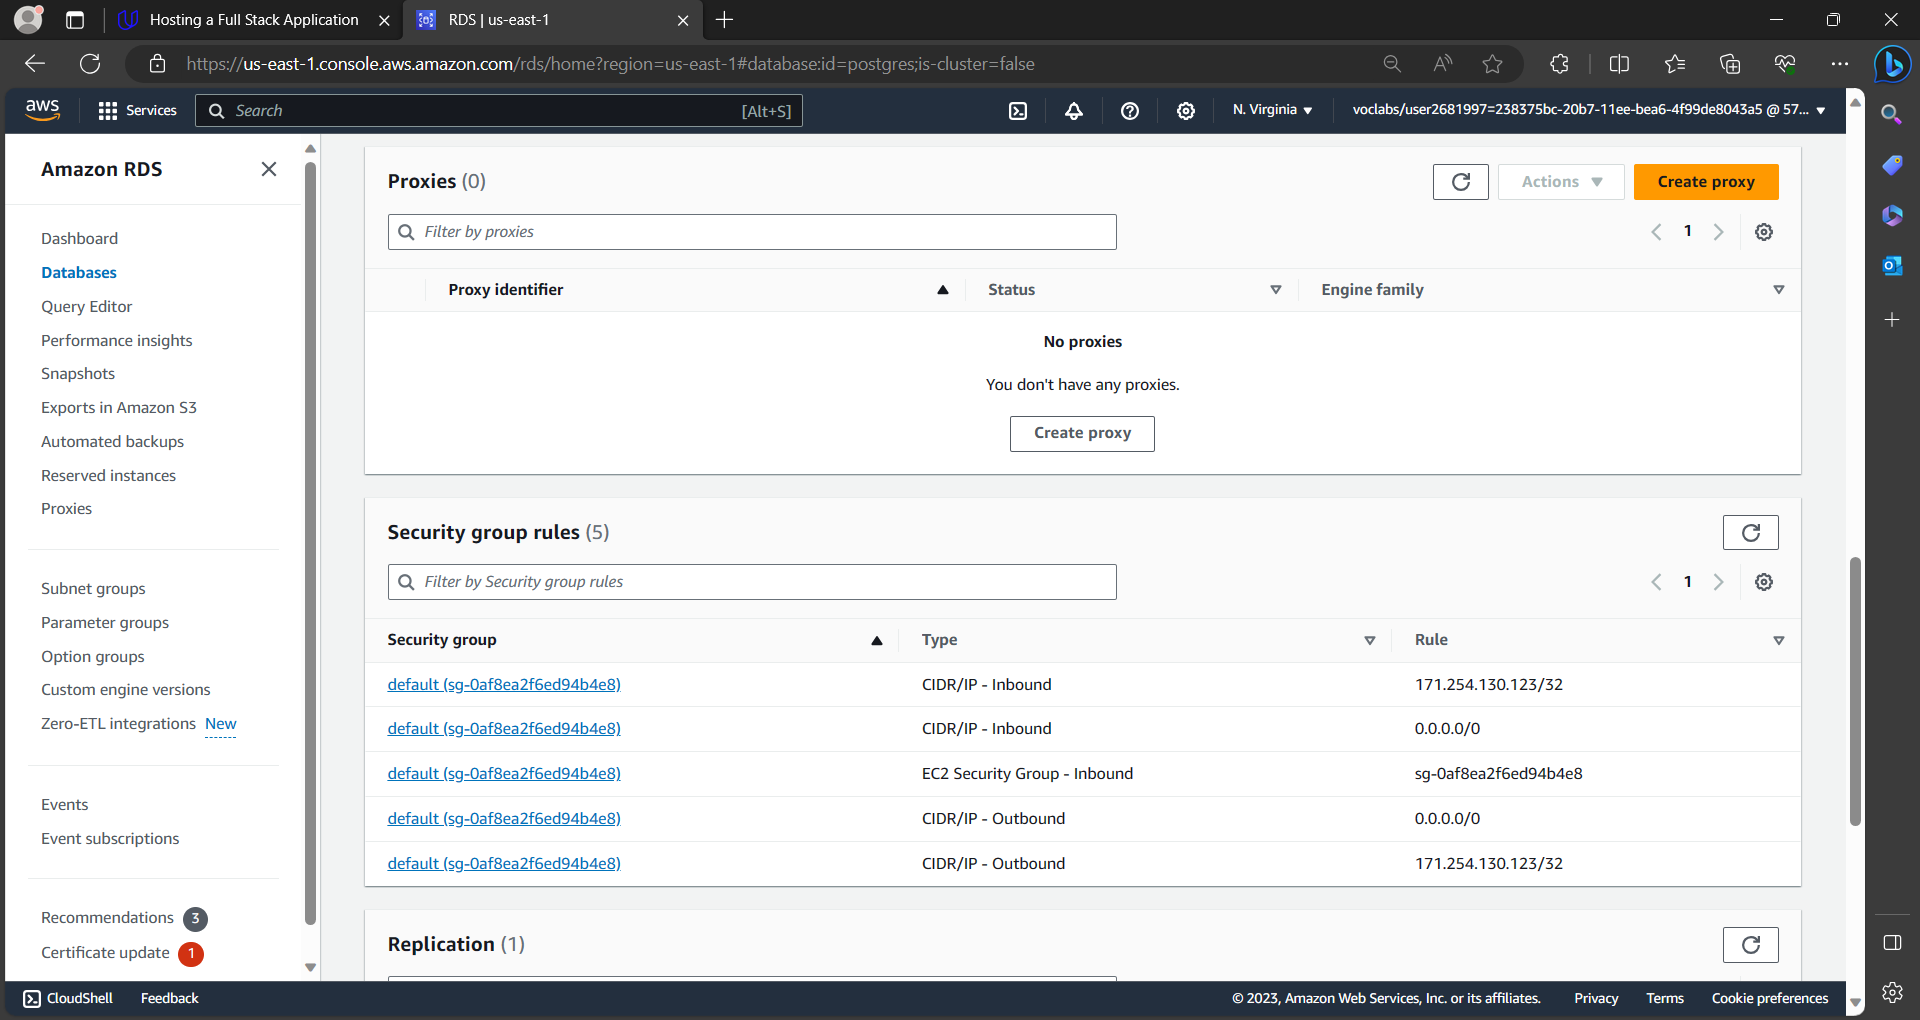 Hosting a Full Stack Application
RDS | us-east-1
https://us-east-1.console.aws.amazon.com/rds/home?region=us-east-1#database:id=postgres;is-cluster=false
aws
Services
Search
[Alt+S]
N. Virginia
voclabs/user2681997=238375bc-20b7-11ee-bea6-4f99de8043a5 @ 57...
Amazon RDS
Dashboard
Databases
Query Editor
Performance insights
Snapshots
Exports in Amazon S3
Automated backups
Reserved instances
Proxies
Subnet groups
Parameter groups
Option groups
Custom engine versions
Zero-ETL integrations New
Events
Event subscriptions
Recommendations 3
Certificate update 1
Proxies (0)
Actions
Create proxy
Filter by proxies
1
Proxy identifier Status Engine family
No proxies
You don't have any proxies.
Create proxy
Security group rules (5)
Filter by Security group rules
1
Security group Type Rule
default (sg-0af8ea2f6ed94b4e8) CIDR/IP - Inbound 171.254.130.123/32
default (sg-0af8ea2f6ed94b4e8) CIDR/IP - Inbound 0.0.0.0/0
default (sg-0af8ea2f6ed94b4e8) EC2 Security Group - Inbound sg-0af8ea2f6ed94b4e8
default (sg-0af8ea2f6ed94b4e8) CIDR/IP - Outbound 0.0.0.0/0
default (sg-0af8ea2f6ed94b4e8) CIDR/IP - Outbound 171.254.130.123/32
Replication (1)
CloudShell Feedback © 2023, Amazon Web Services, Inc. or its affiliates. Privacy Terms Cookie preferences